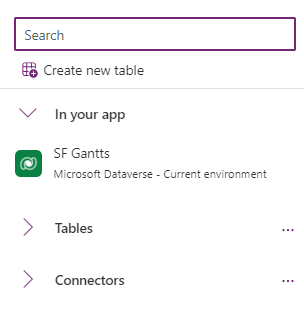 Search
Create new table
In your app
SF Gantts
Microsoft Dataverse - Current environment
Tables
...
Connectors
...